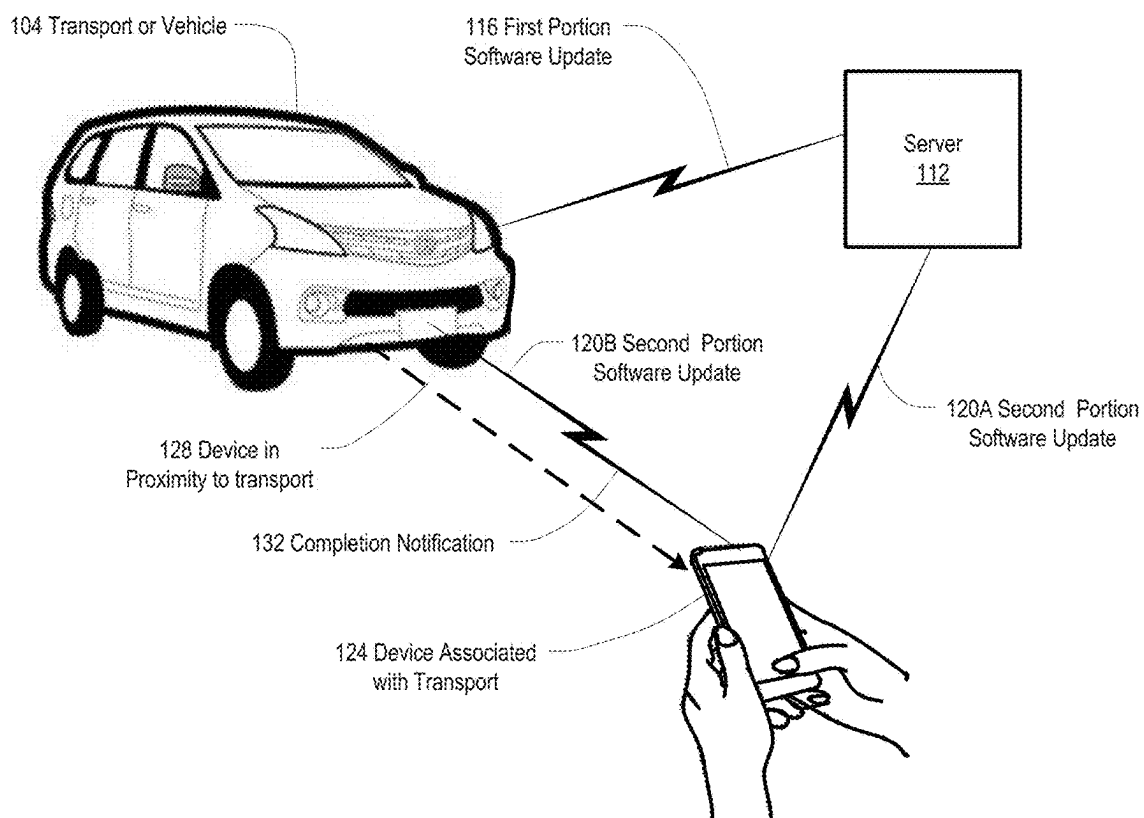 104 Transport or Vehicle
116 First Portion
Software Update
Server
112
120B Second Portion
Software Update
120A Second Portion
Software Update
128 Device in
Proximity to transport
132 Completion Notification
124 Device Associated
with Transport